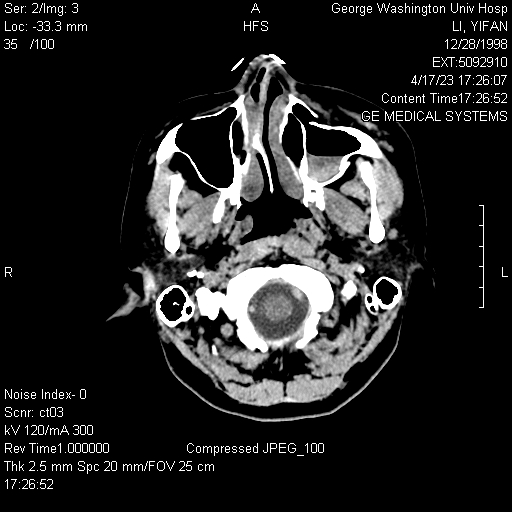 Ser: 2/Img: 3
Loc: -33.3 mm
35 /100
A
HFS
George Washington Univ Hosp
LI, YIFAN
12/28/1998
EXT:5092910
4/17/23 17:26:07
Content Time17:26:52
GE MEDICAL SYSTEMS
R
L
Noise Index- 0
Scnr: ct03
kV 120/mA 300
Rev Time1.000000
Thk 2.5 mm Spc 20 mm/FOV 25 cm
17:26:52
Compressed JPEG_100